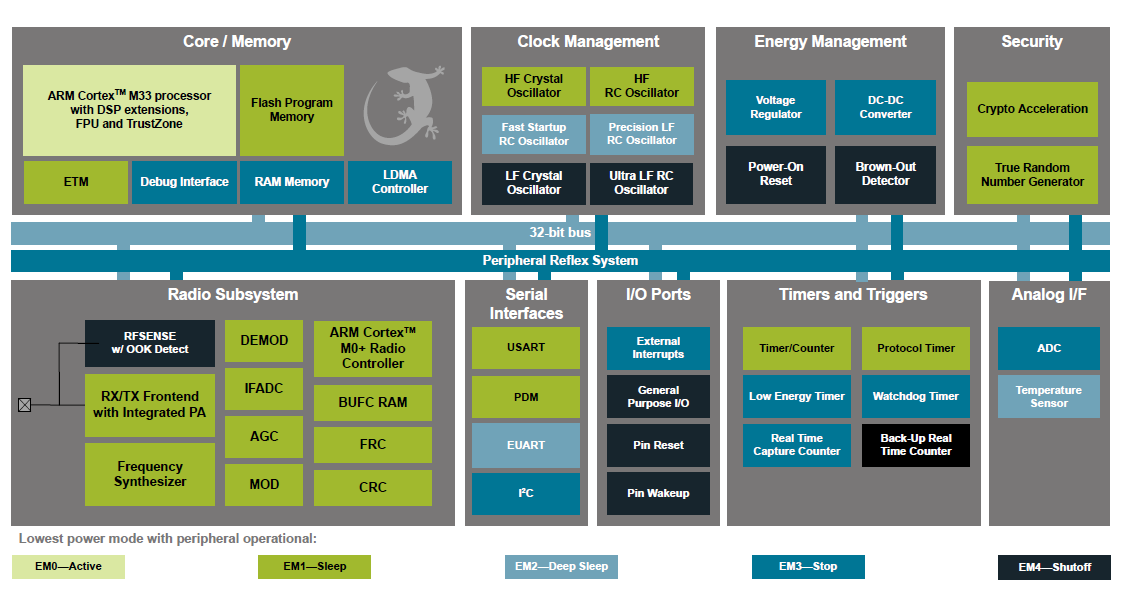 Core / Memory
ARM Cortex™ M33 processor
with DSP extensions,
FPU and TrustZone
Flash Program
Memory
ETM
Debug Interface
RAM Memory
LDMA
Controller
Clock Management
HF Crystal
Oscillator
HF
RC Oscillator
Fast Startup
RC Oscillator
Precision LF
RC Oscillator
LF Crystal
Oscillator
Ultra LF RC
Oscillator
Energy Management
Voltage
Regulator
DC-DC
Converter
Power-On
Reset
Brown-Out
Detector
Security
Crypto Acceleration
True Random
Number Generator
32-bit bus
Peripheral Reflex System
Radio Subsystem
RFSENSE
w/ OOK Detect
RX/TX Frontend
with Integrated PA
Frequency
Synthesizer
DEMOD
IFADC
AGC
MOD
ARM Cortex™
M0+ Radio
Controller
BUFC RAM
FRC
CRC
Serial
Interfaces
USART
PDM
EUART
I²C
I/O Ports
External
Interrupts
General
Purpose I/O
Pin Reset
Pin Wakeup
Timers and Triggers
Timer/Counter
Protocol Timer
Low Energy Timer
Watchdog Timer
Real Time
Capture Counter
Back-Up Real
Time Counter
Analog I/F
ADC
Temperature
Sensor
Lowest power mode with peripheral operational:
EM0—Active
EM1—Sleep
EM2—Deep Sleep
EM3—Stop
EM4—Shutoff